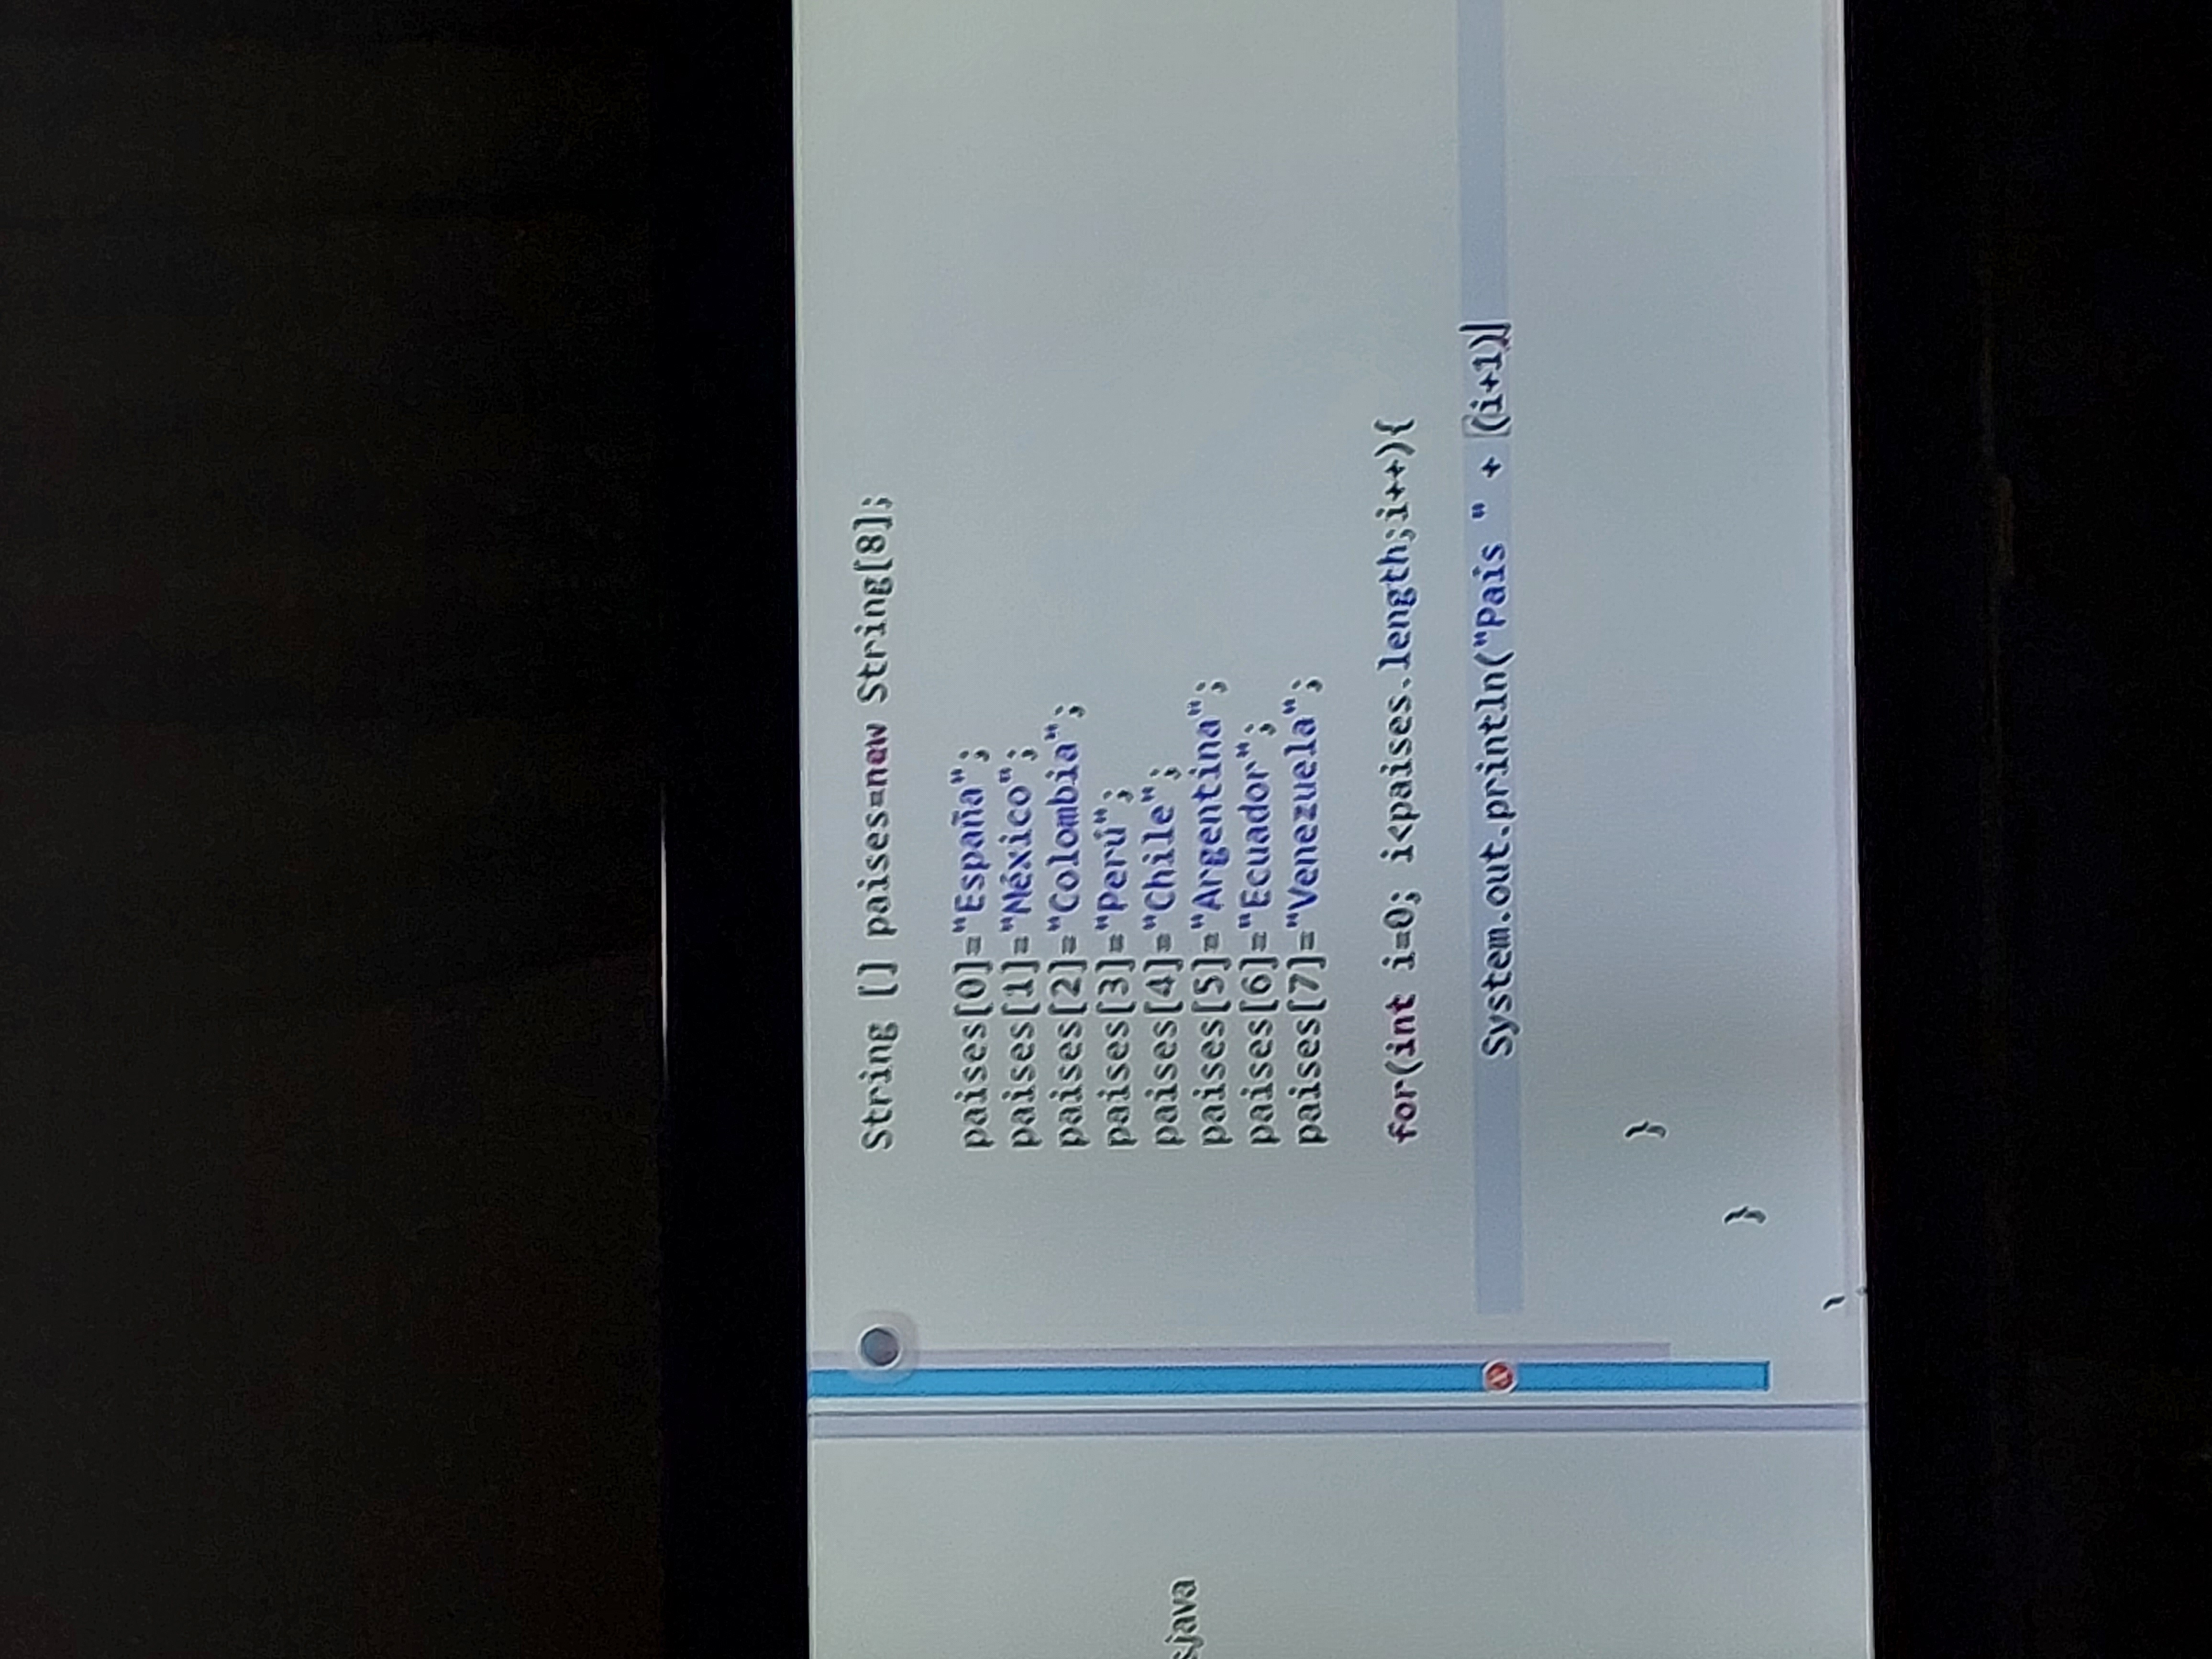 String [] paises=new String[8];
paises[0]="España";
paises[1]="México";
paises[2]="Colombia";
paises[3]="Perú";
paises[4]="Chile";
paises[5]="Argentina";
paises[6]="Ecuador";
paises[7]="Venezuela";
s.java
for(int i=0; i<paises.length;i++){
System.out.println("Pais " + (i+1)
}
}
}